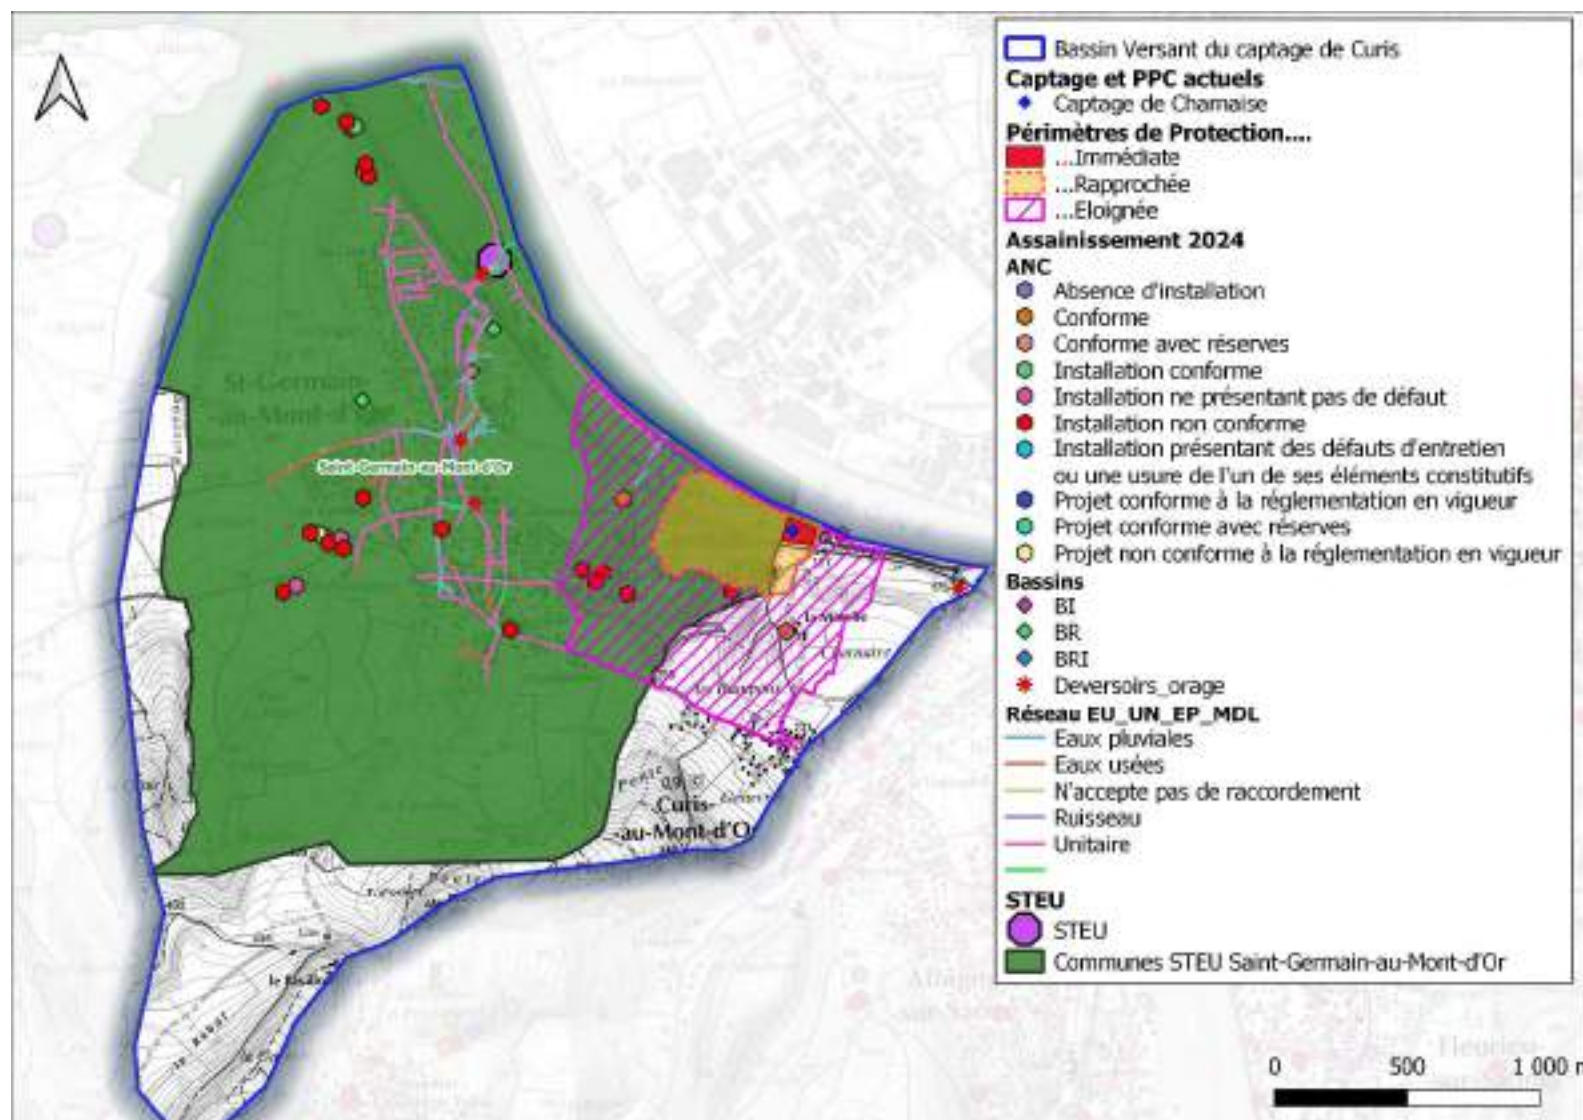 Bassin Versant du captage de Curis
Captage et PPC actuels
Captage de Charnaise
Périmètres de Protection....
...Immédiate
...Rapprochée
...Eloignée
Assainissement 2024
ANC
Absence d'installation
Conforme
Conforme avec réserves
Installation conforme
Installation ne présentant pas de défaut
Installation non conforme
Installation présentant des défauts d'entretien
ou une usure de l'un de ses éléments constitutifs
Projet conforme à la réglementation en vigueur
Projet conforme avec réserves
Projet non conforme à la réglementation en vigueur
Bassins
BI
BR
BRI
Deversoirs_orage
Réseau EU_UN_EP_MDL
Eaux pluviales
Eaux usées
N'accepte pas de raccordement
Ruisseau
Unitaire
STEU
STEU
Communes STEU Saint-Germain-au-Mont-d'Or
St-Germain-
-au-Mont-d'Or
Saint-Germain-au-Mont-d'Or
Curis-
-au-Mont-d'O
0 500 1 000 m